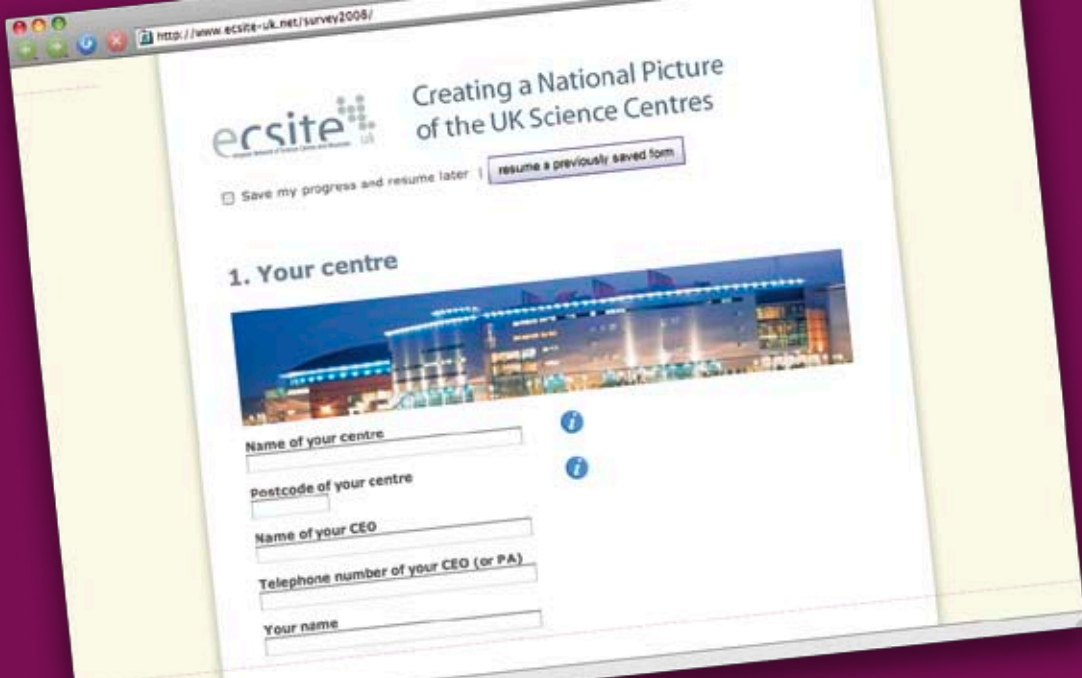 http://www.ecsite-uk.net/survey2008/
ecsite
uk
Creating a National Picture
of the UK Science Centres
Save my progress and resume later | resume a previously saved form
1. Your centre
Name of your centre
i
Postcode of your centre
i
Name of your CEO
Telephone number of your CEO (or PA)
Your name